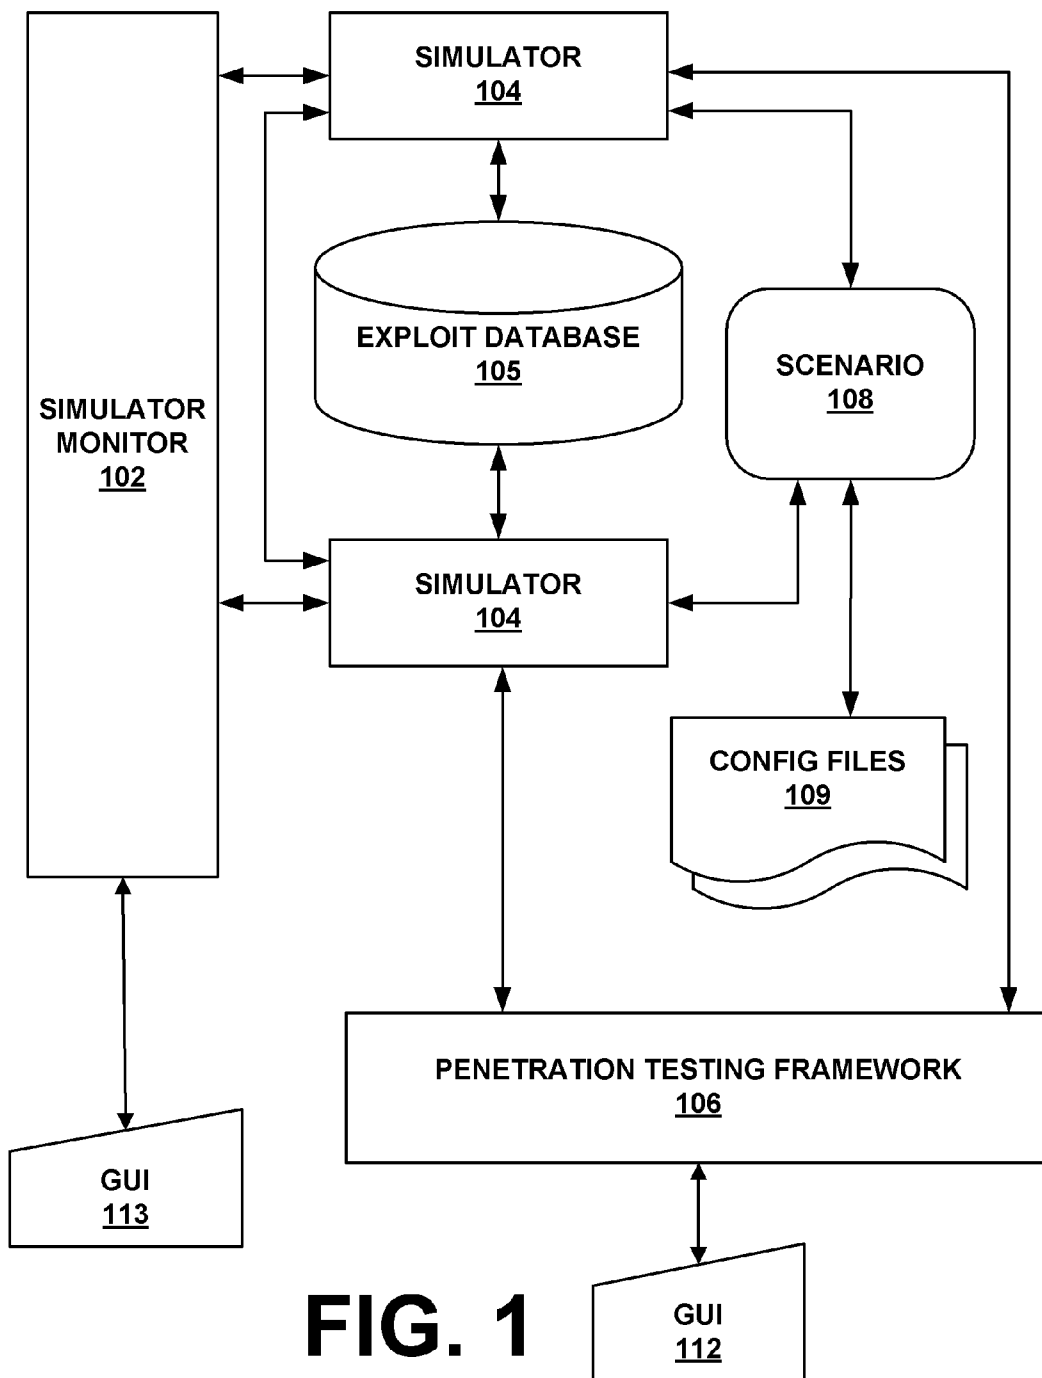 SIMULATOR
104
EXPLOIT DATABASE
105
SCENARIO
108
SIMULATOR
MONITOR
102
SIMULATOR
104
CONFIG FILES
109
PENETRATION TESTING FRAMEWORK
106
GUI
113
GUI
112
FIG. 1